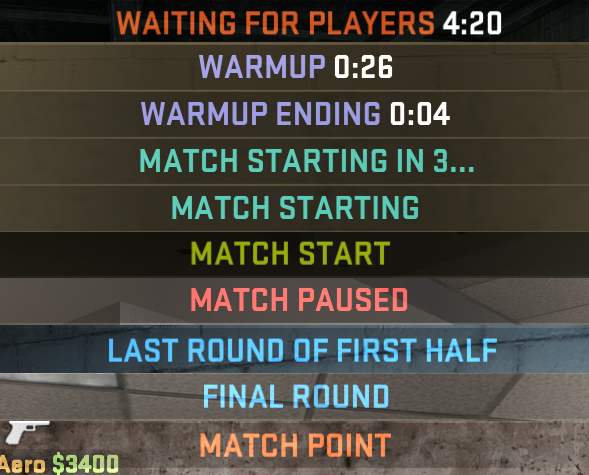 WAITING FOR PLAYERS 4:20
WARMUP 0:26
WARMUP ENDING 0:04
MATCH STARTING IN 3...
MATCH STARTING
MATCH START
MATCH PAUSED
LAST ROUND OF FIRST HALF
FINAL ROUND
MATCH POINT
Aero $3400